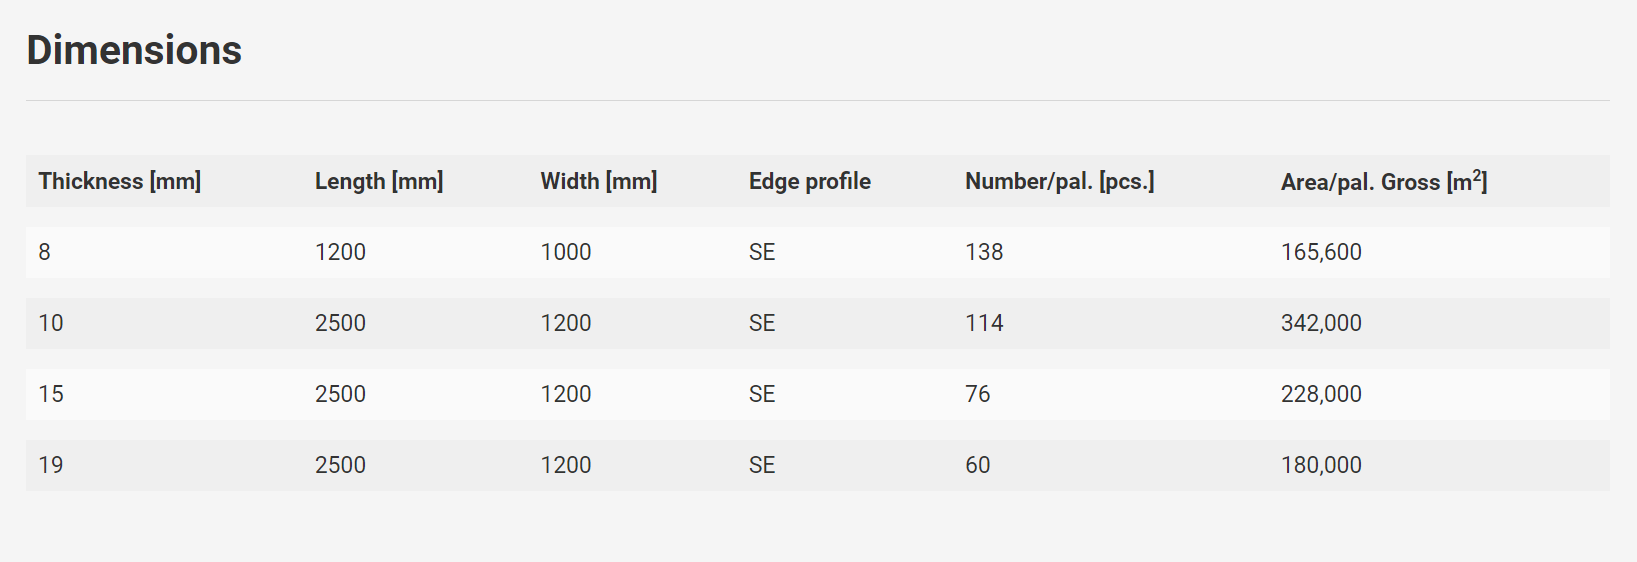 Dimensions
Thickness [mm] Length [mm] Width [mm] Edge profile Number/pal. [pcs.] Area/pal. Gross [m²]
8 1200 1000 SE 138 165,600
10 2500 1200 SE 114 342,000
15 2500 1200 SE 76 228,000
19 2500 1200 SE 60 180,000